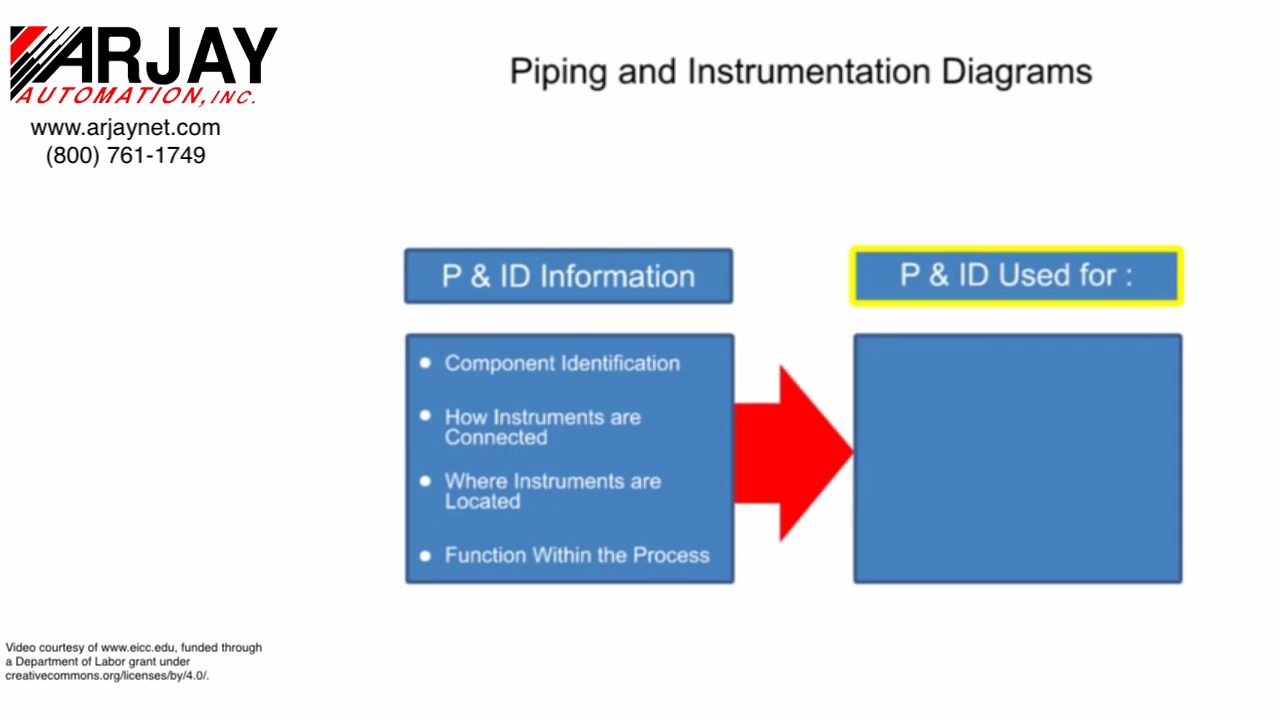 ARJAY
AUTOMATION, INC.
www.arjaynet.com
(800) 761-1749
Piping and Instrumentation Diagrams
P & ID Information
Component Identification
How Instruments are
Connected
Where Instruments are
Located
Function Within the Process
P & ID Used for :
Video courtesy of www.eicc.edu, funded through
a Department of Labor grant under
creativecommons.org/licenses/by/4.0/.